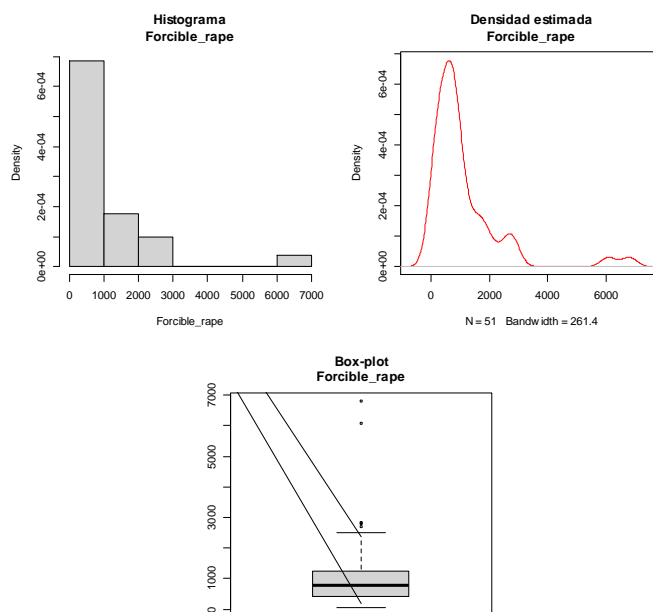 Histograma
Forcible_rape
Density
0e+00 2e-04 4e-04 6e-04
0 1000 2000 3000 4000 5000 6000 7000
Forcible_rape
Densidad estimada
Forcible_rape
Density
0e+00 2e-04 4e-04 6e-04
0 2000 4000 6000
N = 51 Bandwidth = 261.4
Box-plot
Forcible_rape
0 1000 3000 5000 7000